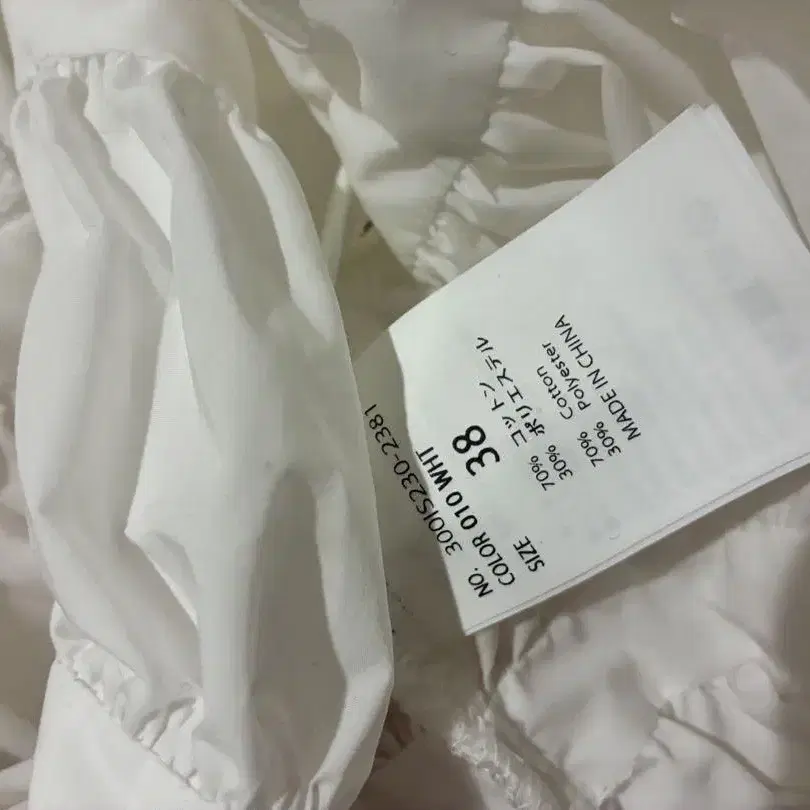 NO. 300IS230-2381
COLOR 010 WHT
SIZE 38
70% コットン
30% ポリエステル
70% Cotton
30% Polyester
MADE IN CHINA